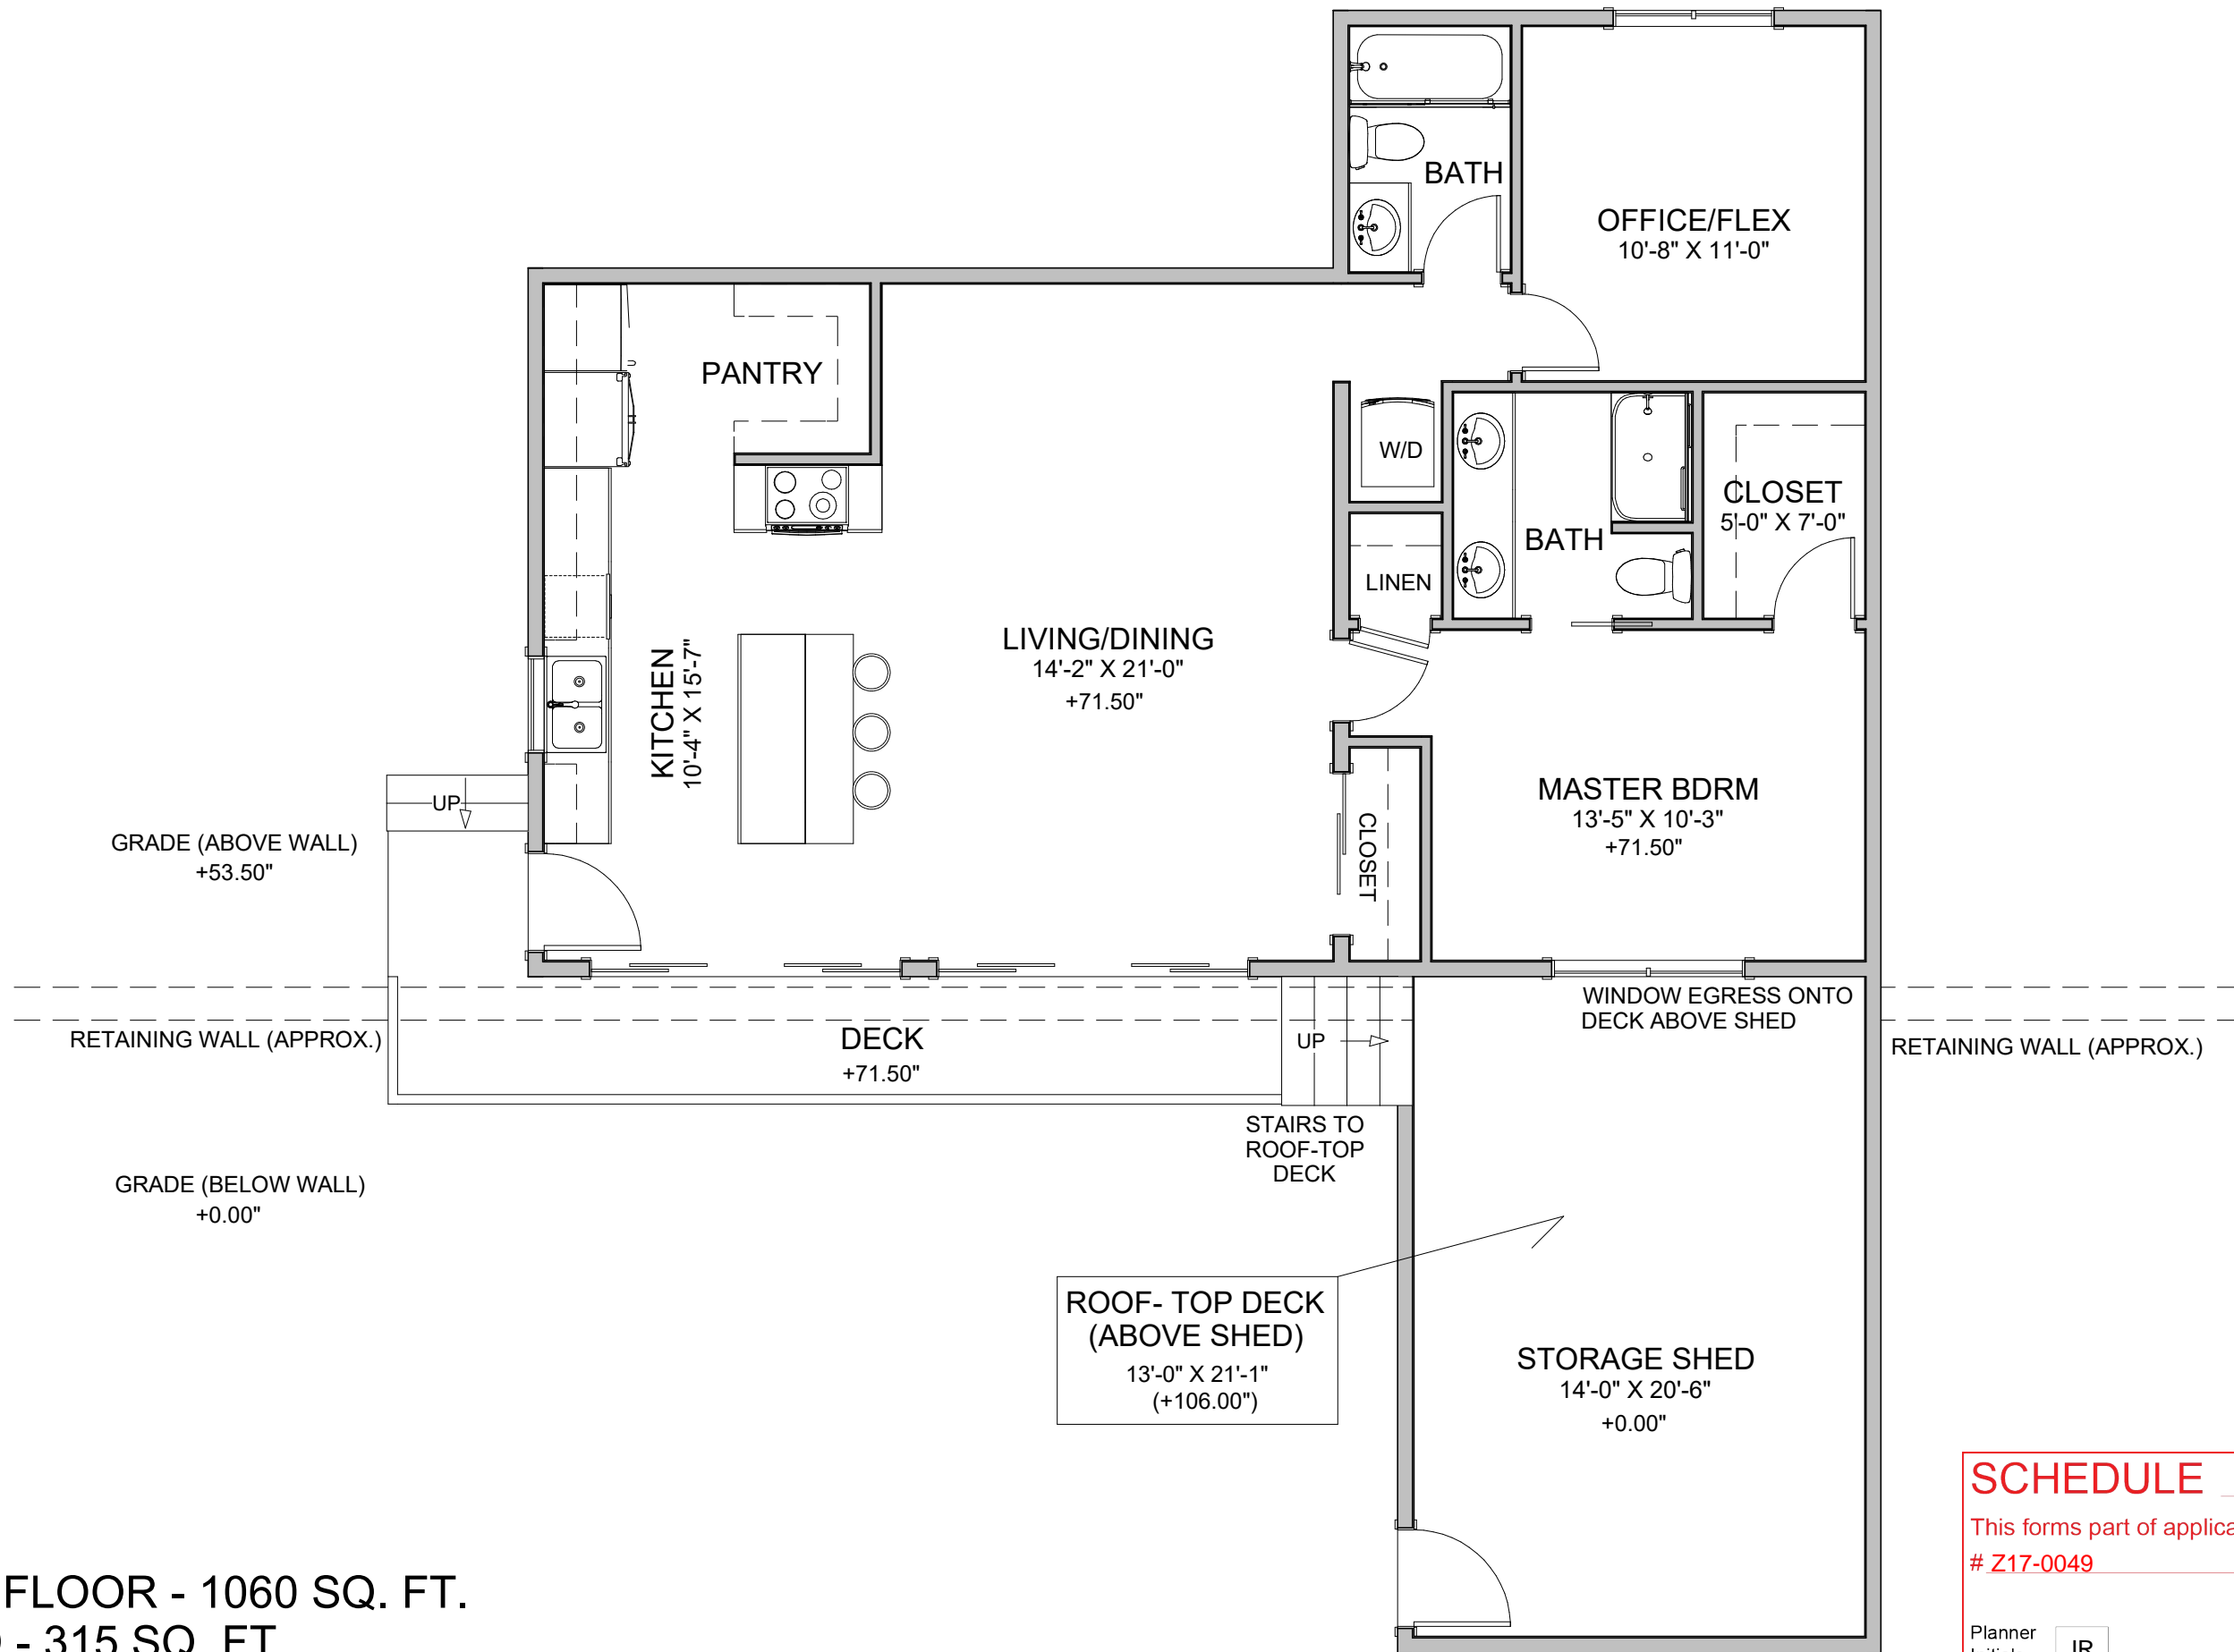 BATH
OFFICE/FLEX
10'-8" X 11'-0"
PANTRY
W/D
CLOSET
5'-0" X 7'-0"
BATH
LINEN
LIVING/DINING
14'-2" X 21'-0"
+71.50"
KITCHEN
10'-4" X 15'-7"
MASTER BDRM
13'-5" X 10'-3"
+71.50"
CLOSET
UP
GRADE (ABOVE WALL)
+53.50"
WINDOW EGRESS ONTO
DECK ABOVE SHED
RETAINING WALL (APPROX.)
DECK
+71.50"
UP
RETAINING WALL (APPROX.)
STAIRS TO
ROOF-TOP
DECK
GRADE (BELOW WALL)
+0.00"
ROOF- TOP DECK
(ABOVE SHED)
13'-0" X 21'-1"
(+106.00")
STORAGE SHED
14'-0" X 20'-6"
+0.00"
SCHEDULE
This forms part of applica
# Z17-0049
Planner
JR
FLOOR - 1060 SQ. FT.
- 315 SQ. FT.